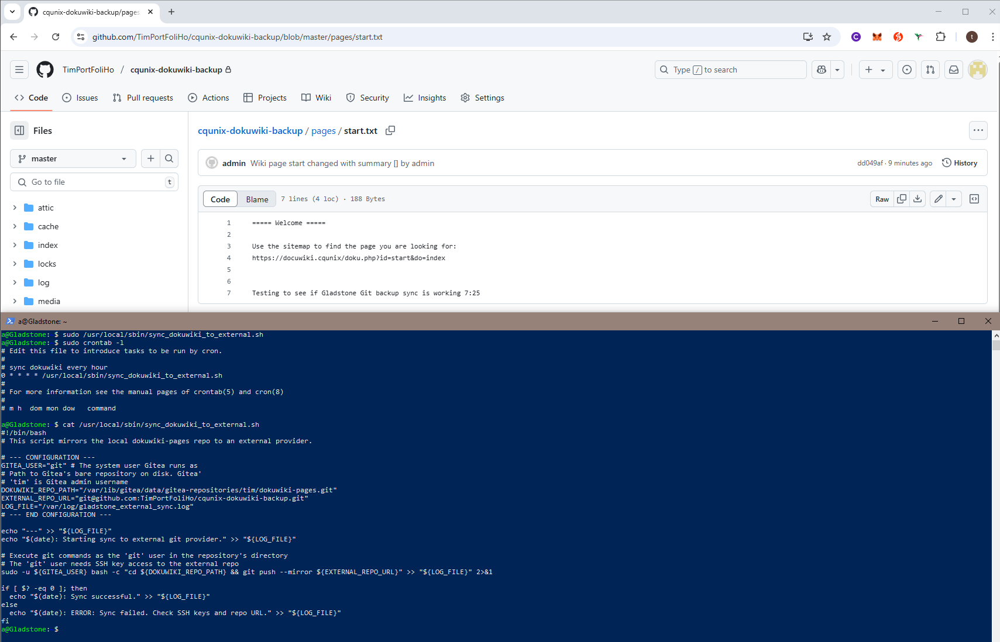 cqunix-dokuwiki-backup/pages
github.com/TimPortFoliHo/cqunix-dokuwiki-backup/blob/master/pages/start.txt
C
t
TimPortFoliHo / cqunix-dokuwiki-backup
Type / to search
Code
Issues
Pull requests
Actions
Projects
Wiki
Security
Insights
Settings
Files
master
Go to file
t
attic
cache
index
locks
log
media
cqunix-dokuwiki-backup / pages / start.txt
admin Wiki page start changed with summary [] by admin
dd049af · 9 minutes ago
History
Code
Blame
7 lines (4 loc) · 188 Bytes
Raw
1 ===== Welcome =====
2
3 Use the sitemap to find the page you are looking for:
4 https://docuwiki.cqunix/doku.php?id=start&do=index
5
6
7 Testing to see if Gladstone Git backup sync is working 7:25
a@Gladstone: ~
a@Gladstone: $ sudo /usr/local/sbin/sync_dokuwiki_to_external.sh
a@Gladstone: $ sudo crontab -l
# Edit this file to introduce tasks to be run by cron.
#
# sync dokuwiki every hour
0 * * * * /usr/local/sbin/sync_dokuwiki_to_external.sh
#
# For more information see the manual pages of crontab(5) and cron(8)
#
# m h  dom mon dow   command
a@Gladstone: $ cat /usr/local/sbin/sync_dokuwiki_to_external.sh
#!/bin/bash
# This script mirrors the local dokuwiki-pages repo to an external provider.
# --- CONFIGURATION ---
GITEA_USER="git" # The system user Gitea runs as
# Path to Gitea's bare repository on disk. Gitea'
# 'tim' is Gitea admin username
DOKUWIKI_REPO_PATH="/var/lib/gitea/data/gitea-repositories/tim/dokuwiki-pages.git"
EXTERNAL_REPO_URL="git@github.com:TimPortFoliHo/cqunix-dokuwiki-backup.git"
LOG_FILE="/var/log/gladstone_external_sync.log"
# --- END CONFIGURATION ---
echo "---" >> "${LOG_FILE}"
echo "$(date): Starting sync to external git provider." >> "${LOG_FILE}"
# Execute git commands as the 'git' user in the repository's directory
# The 'git' user needs SSH key access to the external repo
sudo -u ${GITEA_USER} bash -c "cd ${DOKUWIKI_REPO_PATH} && git push --mirror ${EXTERNAL_REPO_URL}" >> "${LOG_FILE}" 2>&1
if [ $? -eq 0 ]; then
  echo "$(date): Sync successful." >> "${LOG_FILE}"
else
  echo "$(date): ERROR: Sync failed. Check SSH keys and repo URL." >> "${LOG_FILE}"
fi
a@Gladstone: $